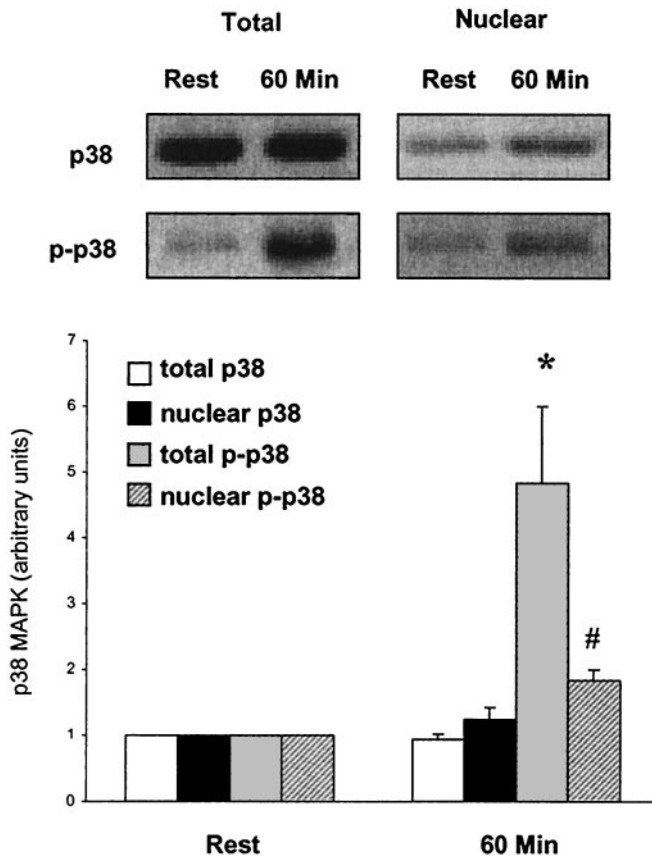 Total Nuclear
Rest 60 Min Rest 60 Min
p38
p-p38
7
6
5
4
3
2
1
0
p38 MAPK (arbitrary units)
total p38
nuclear p38
total p-p38
nuclear p-p38
*
#
Rest 60 Min